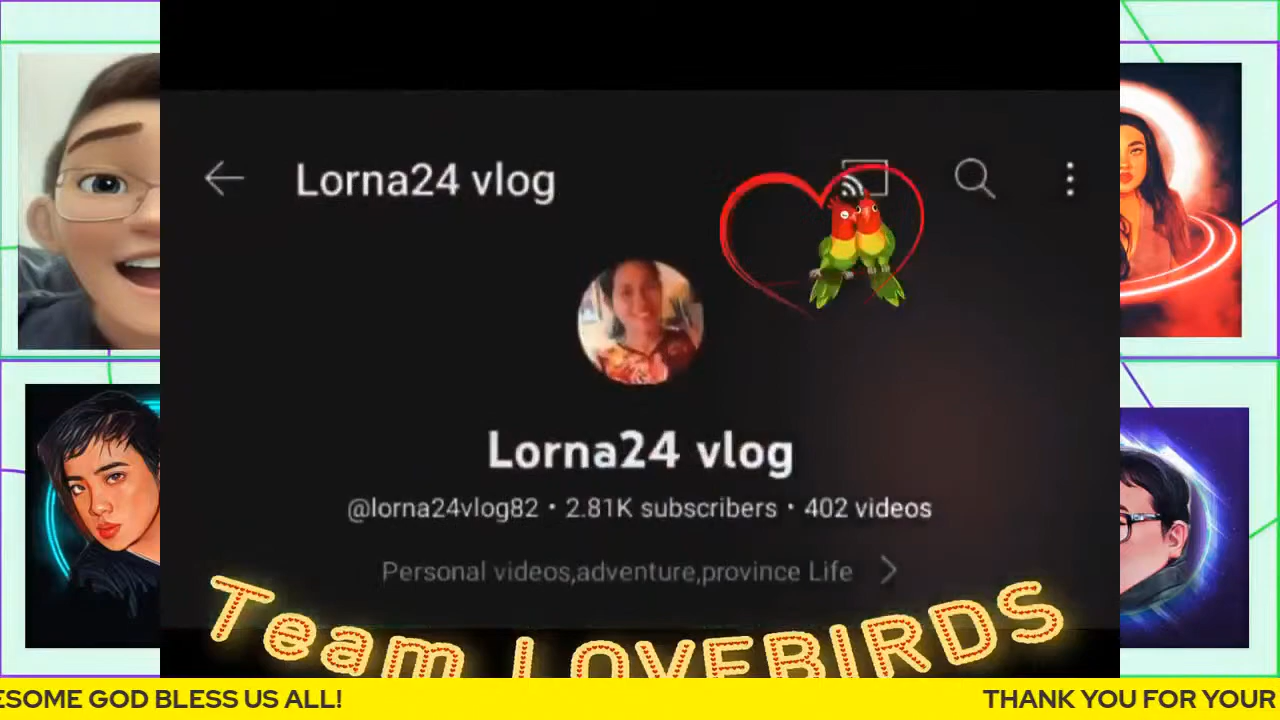 Lorna24 vlog
Lorna24 vlog
@lorna24vlog82 • 2.81K subscribers • 402 videos
Personal videos,adventure,province Life
Team LOVEBIRDS
GOD BLESS US ALL!
THANK YOU FOR YOUR